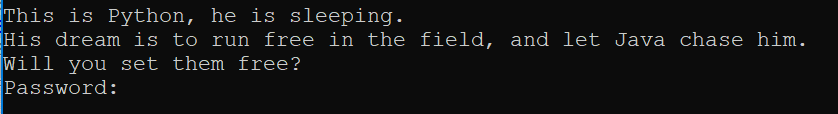 This is Python, he is sleeping.
His dream is to run free in the field, and let Java chase him.
Will you set them free?
Password: